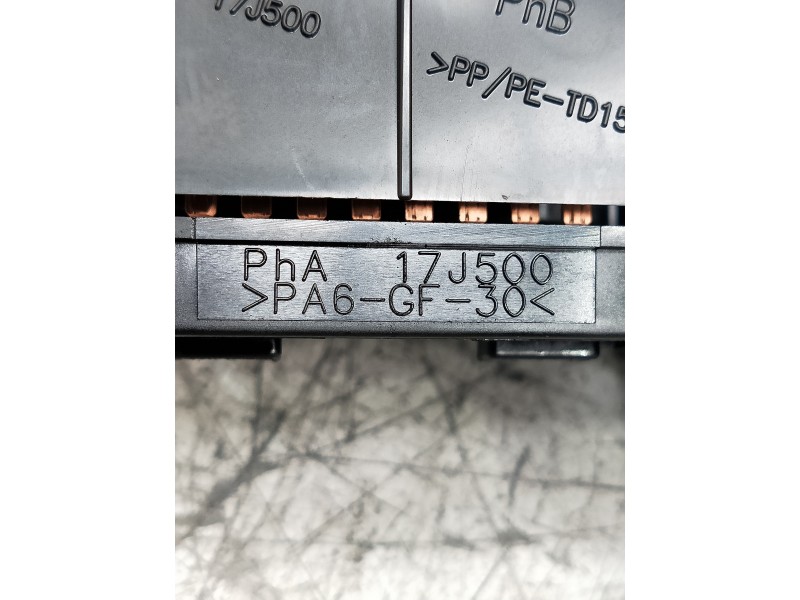 17J500
PhB
>PP/PE-TD15
PhA 17J500
>PA6-GF-30<